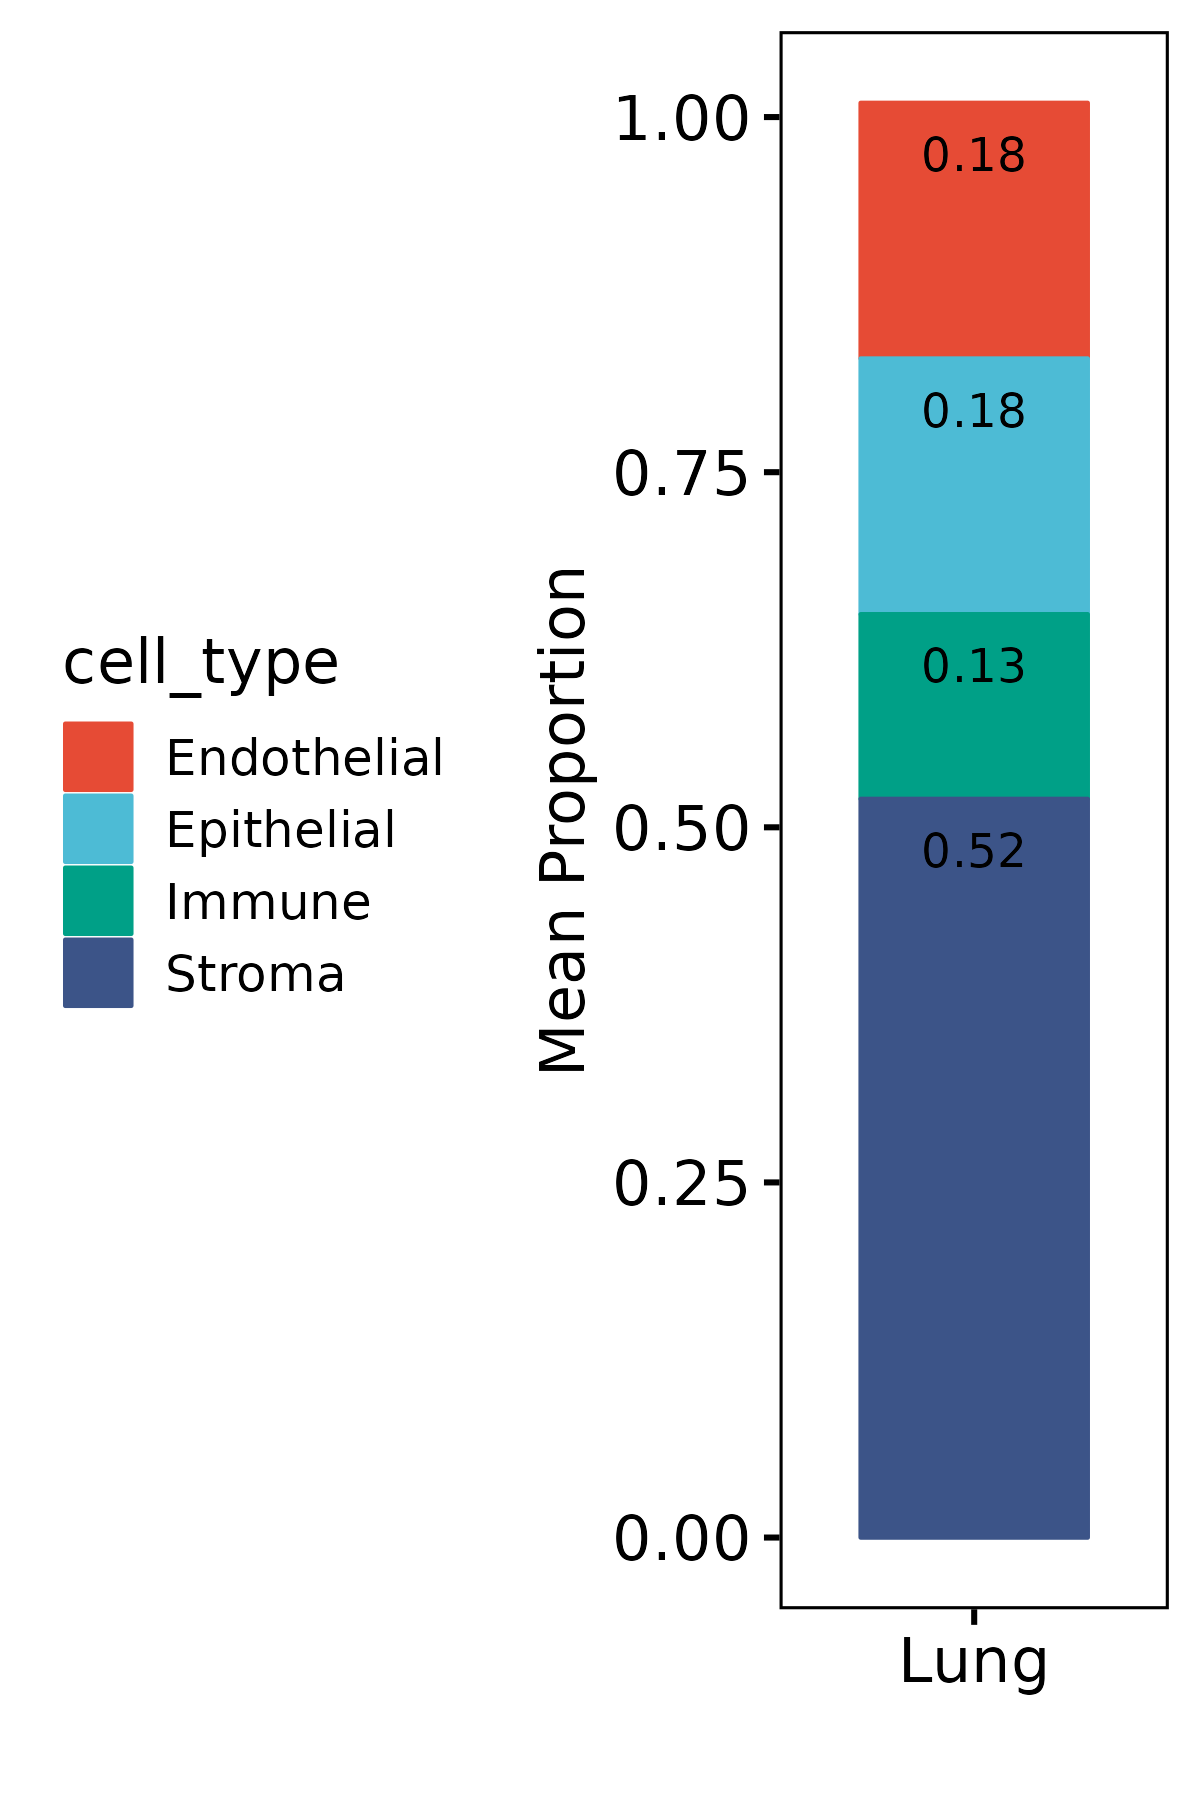 cell_type
Endothelial
Epithelial
Immune
Stroma
Mean Proportion
1.00
0.75
0.50
0.25
0.00
0.18
0.18
0.13
0.52
Lung